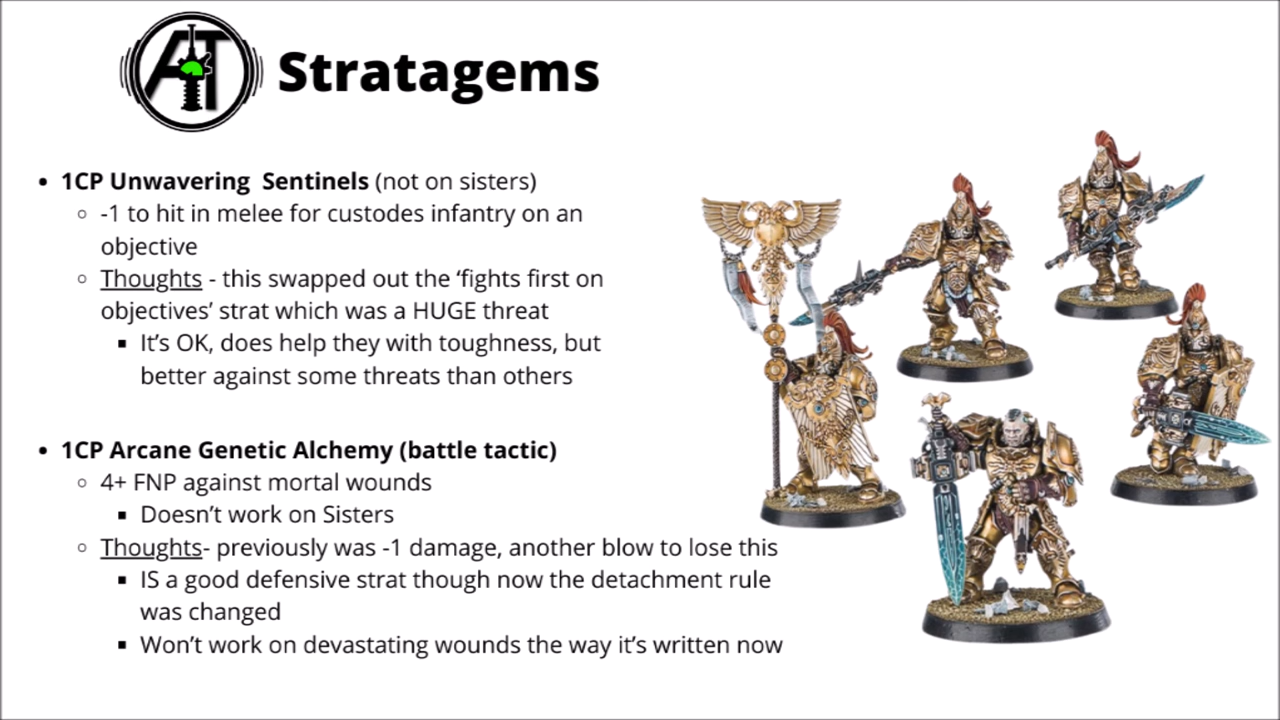 AT
Stratagems
• 1CP Unwavering  Sentinels (not on sisters)
◦ -1 to hit in melee for custodes infantry on an
objective
◦ Thoughts - this swapped out the ‘fights first on
objectives’ strat which was a HUGE threat
▪ It’s OK, does help they with toughness, but
better against some threats than others
• 1CP Arcane Genetic Alchemy (battle tactic)
◦ 4+ FNP against mortal wounds
▪ Doesn’t work on Sisters
◦ Thoughts- previously was -1 damage, another blow to lose this
▪ IS a good defensive strat though now the detachment rule
was changed
▪ Won’t work on devastating wounds the way it’s written now